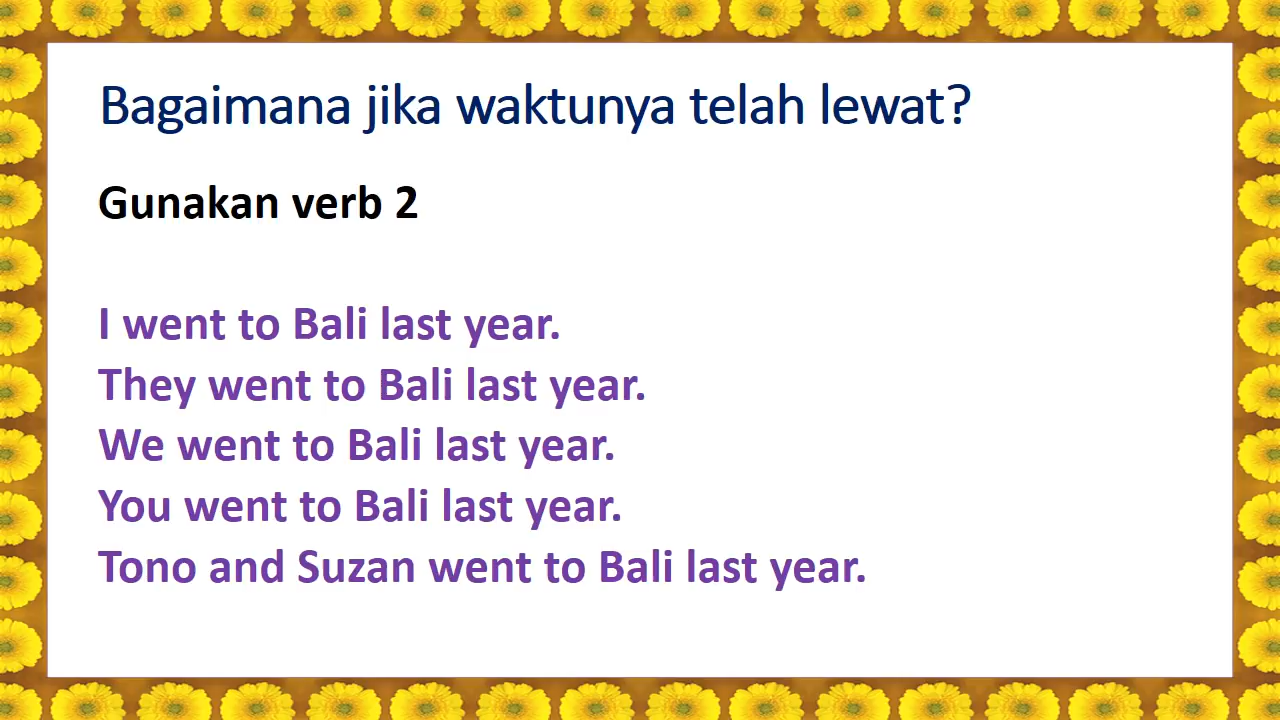 Bagaimana jika waktunya telah lewat?
Gunakan verb 2
I went to Bali last year.
They went to Bali last year.
We went to Bali last year.
You went to Bali last year.
Tono and Suzan went to Bali last year.